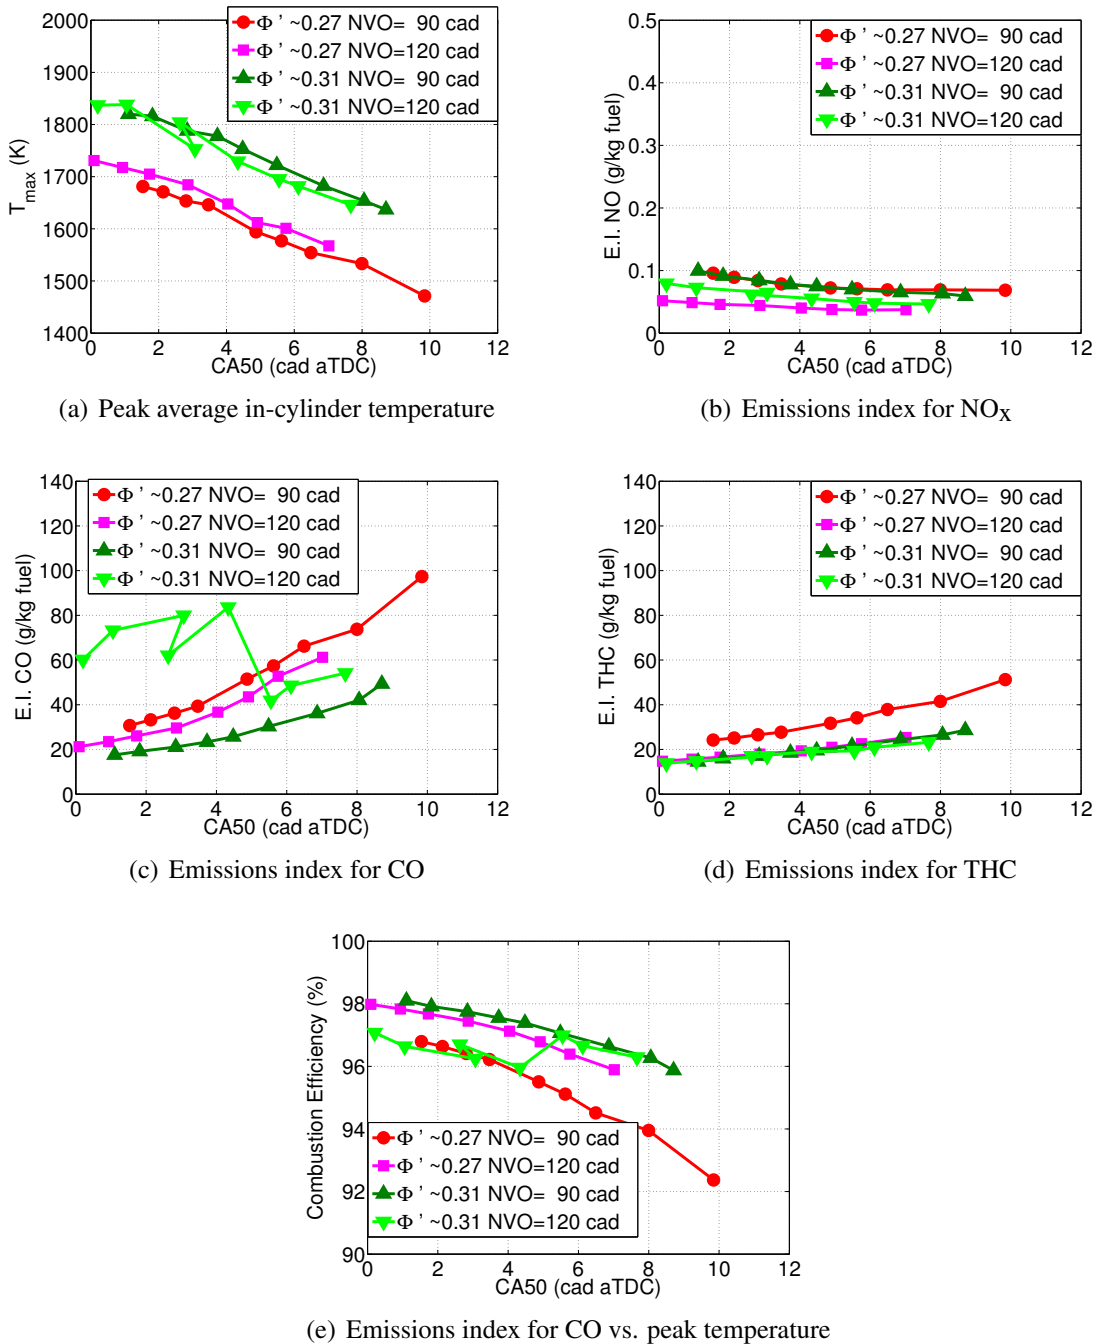 2000
1900
1800
1700
1600
1500
1400
T_max (K)
0 2 4 6 8 10 12
CA50 (cad aTDC)
Φ ' ~0.27 NVO= 90 cad
Φ ' ~0.27 NVO=120 cad
Φ ' ~0.31 NVO= 90 cad
Φ ' ~0.31 NVO=120 cad
(a) Peak average in-cylinder temperature
0.5
0.4
0.3
0.2
0.1
0
E.I. NO (g/kg fuel)
0 2 4 6 8 10 12
CA50 (cad aTDC)
Φ ' ~0.27 NVO= 90 cad
Φ ' ~0.27 NVO=120 cad
Φ ' ~0.31 NVO= 90 cad
Φ ' ~0.31 NVO=120 cad
(b) Emissions index for NOX
140
120
100
80
60
40
20
0
E.I. CO (g/kg fuel)
0 2 4 6 8 10 12
CA50 (cad aTDC)
Φ ' ~0.27 NVO= 90 cad
Φ ' ~0.27 NVO=120 cad
Φ ' ~0.31 NVO= 90 cad
Φ ' ~0.31 NVO=120 cad
(c) Emissions index for CO
140
120
100
80
60
40
20
0
E.I. THC (g/kg fuel)
0 2 4 6 8 10 12
CA50 (cad aTDC)
Φ ' ~0.27 NVO= 90 cad
Φ ' ~0.27 NVO=120 cad
Φ ' ~0.31 NVO= 90 cad
Φ ' ~0.31 NVO=120 cad
(d) Emissions index for THC
100
98
96
94
92
90
Combustion Efficiency (%)
0 2 4 6 8 10 12
CA50 (cad aTDC)
Φ ' ~0.27 NVO= 90 cad
Φ ' ~0.27 NVO=120 cad
Φ ' ~0.31 NVO= 90 cad
Φ ' ~0.31 NVO=120 cad
(e) Emissions index for CO vs. peak temperature